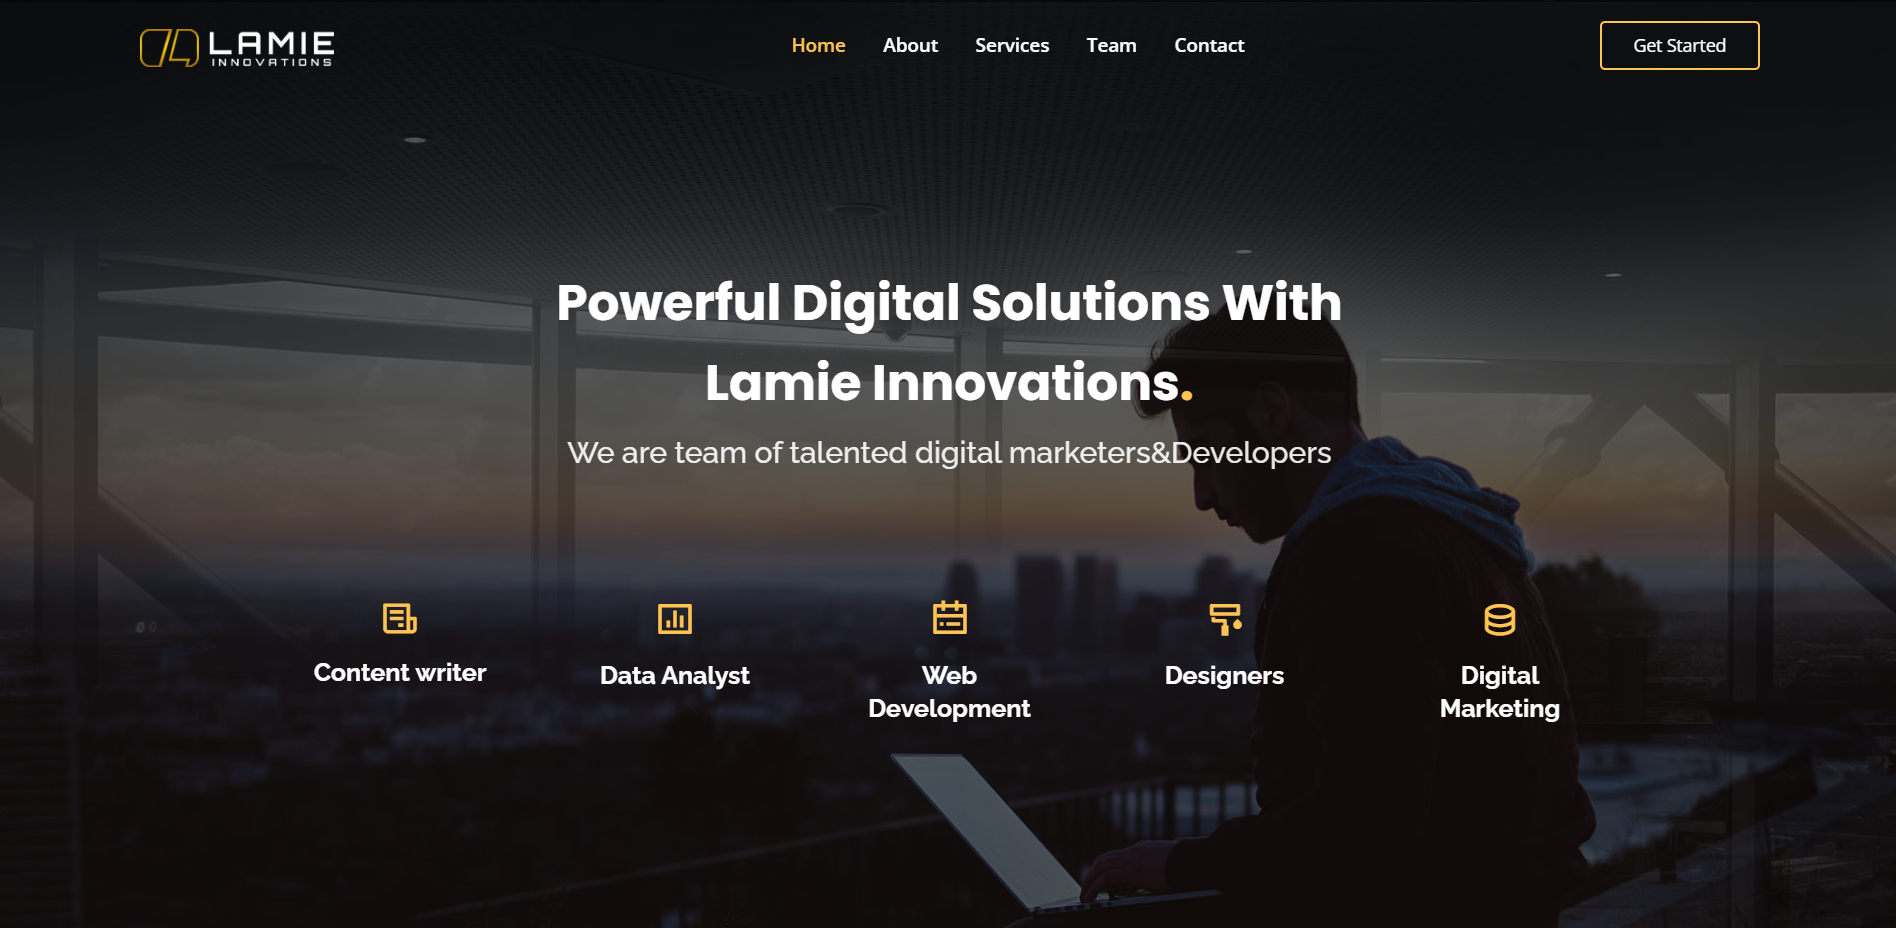 LAMIE
INNOVATIONS
Home About Services Team Contact
Get Started
Powerful Digital Solutions With
Lamie Innovations.
We are team of talented digital marketers&Developers
Content writer
Data Analyst
Web
Development
Designers
Digital
Marketing